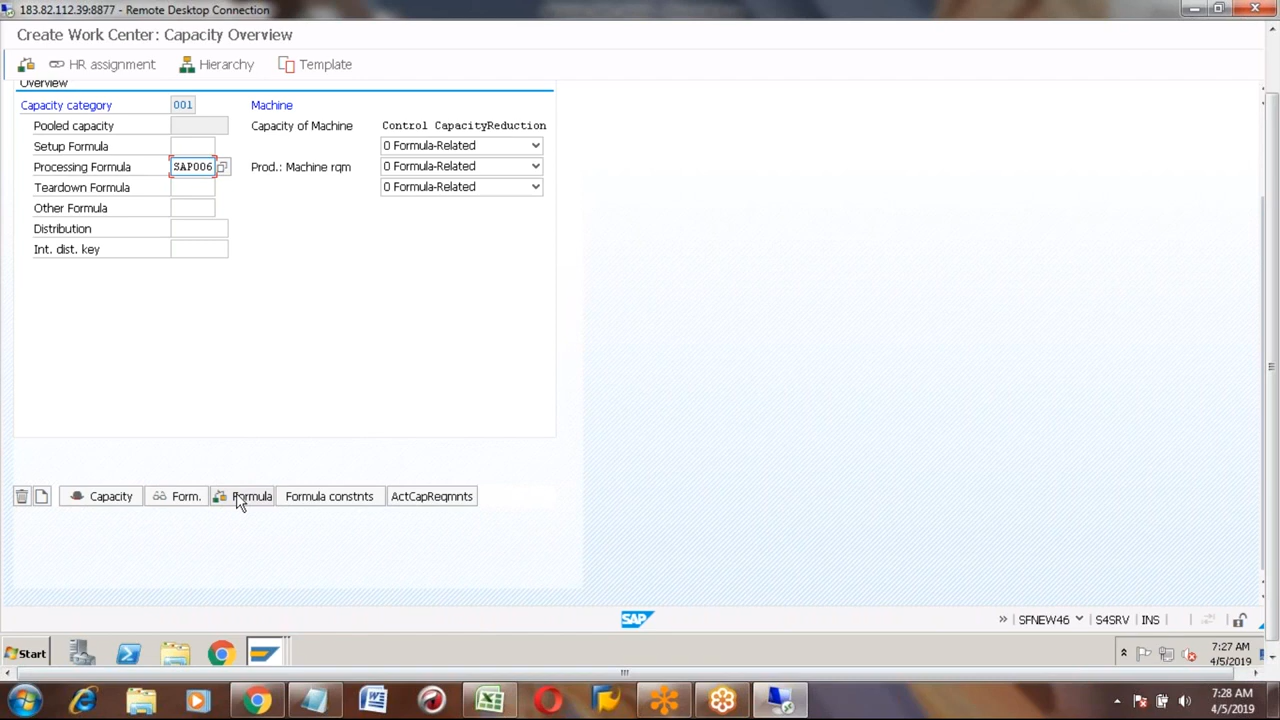 183.82.112.39:8877 - Remote Desktop Connection
Create Work Center: Capacity Overview
HR assignment Hierarchy Template
Overview
Capacity category 001 Machine
Pooled capacity Capacity of Machine Control CapacityReduction
Setup Formula 0 Formula-Related
Processing Formula SAP006 Prod.: Machine rqm 0 Formula-Related
Teardown Formula 0 Formula-Related
Other Formula
Distribution
Int. dist. key
Capacity Form. Formula Formula constnts ActCapReqmnts
SAP » SFNEW46 S4SRV INS
Start 7:27 AM
4/5/2019
7:28 AM
4/5/2019